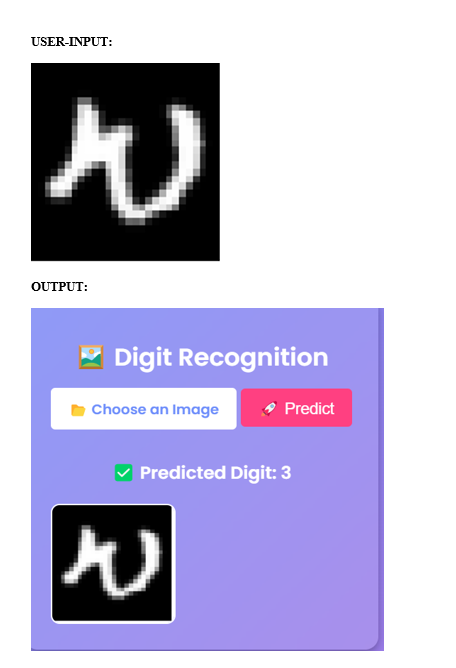 USER-INPUT:
OUTPUT:
Digit Recognition
Choose an Image
Predict
Predicted Digit: 3